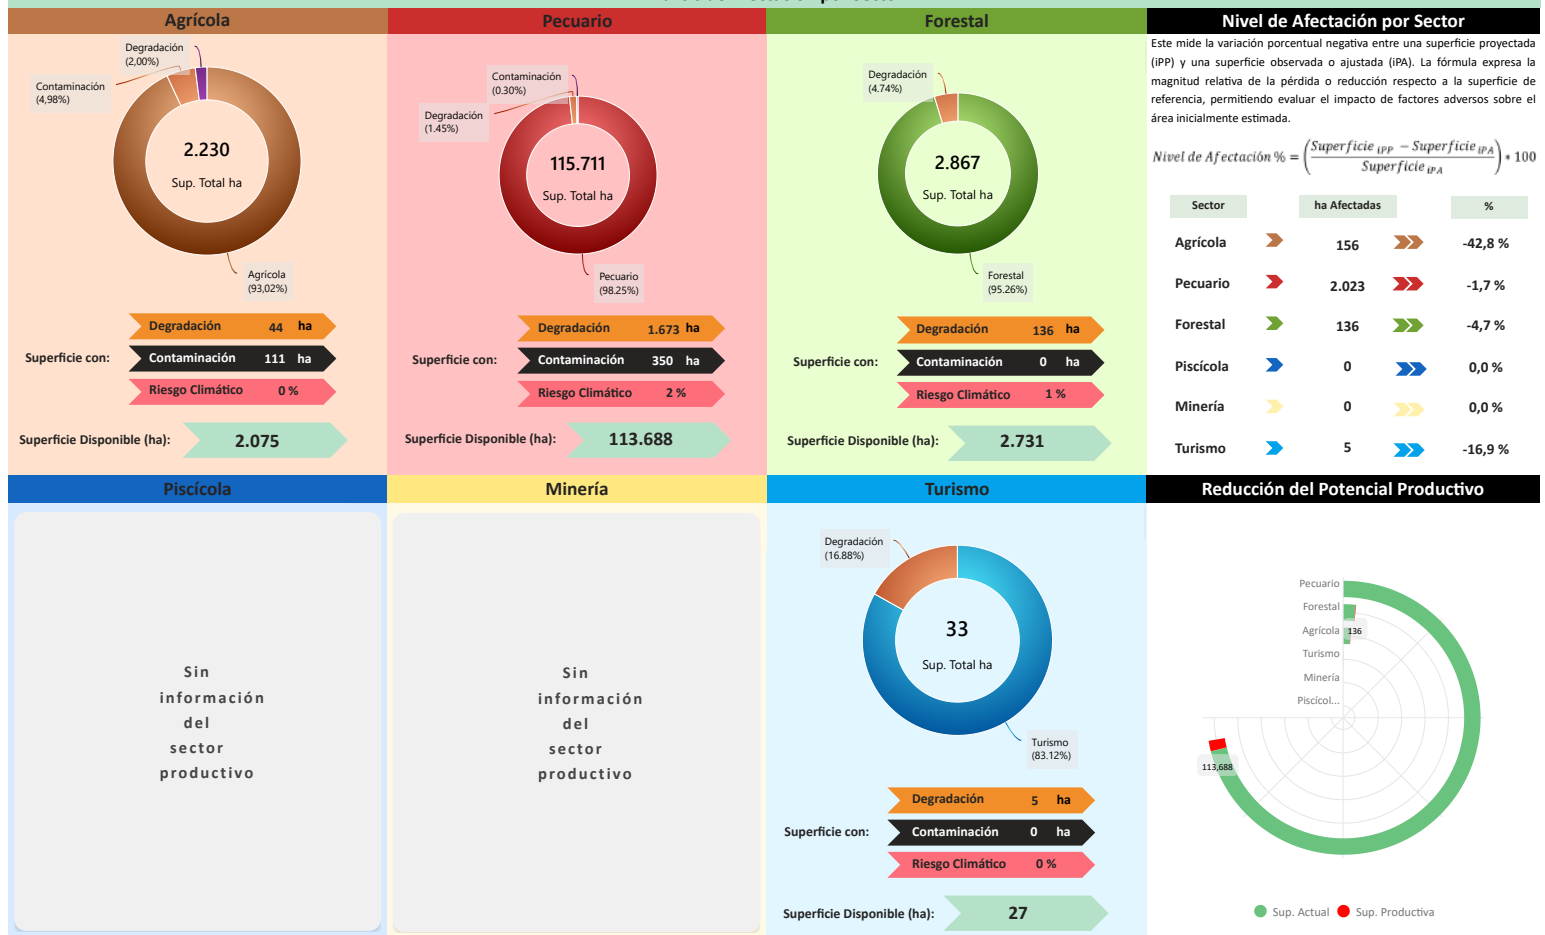 Agrícola
Degradación
(2,00%)
Contaminación
(4,98%)
2.230
Sup. Total ha
Agrícola
(93,02%)
Degradación 44 ha
Superficie con:
Contaminación 111 ha
Riesgo Climático 0 %
Superficie Disponible (ha): 2.075
Pecuario
Contaminación
(0.30%)
Degradación
(1.45%)
115.711
Sup. Total ha
Pecuario
(98.25%)
Degradación 1.673 ha
Superficie con:
Contaminación 350 ha
Riesgo Climático 2 %
Superficie Disponible (ha): 113.688
Forestal
Degradación
(4.74%)
2.867
Sup. Total ha
Forestal
(95.26%)
Degradación 136 ha
Superficie con:
Contaminación 0 ha
Riesgo Climático 1 %
Superficie Disponible (ha): 2.731
Nivel de Afectación por Sector
Este mide la variación porcentual negativa entre una superficie proyectada
(iPP) y una superficie observada o ajustada (iPA). La fórmula expresa la
magnitud relativa de la pérdida o reducción respecto a la superficie de
referencia, permitiendo evaluar el impacto de factores adversos sobre el
área inicialmente estimada.
Nivel de Afectación % = (Superficie iPP − Superficie iPA / Superficie iPA) * 100
Sector ha Afectadas %
Agrícola 156 -42,8 %
Pecuario 2.023 -1,7 %
Forestal 136 -4,7 %
Piscícola 0 0,0 %
Minería 0 0,0 %
Turismo 5 -16,9 %
Piscícola
Sin
información
del
sector
productivo
Minería
Sin
información
del
sector
productivo
Turismo
Degradación
(16.88%)
33
Sup. Total ha
Turismo
(83.12%)
Degradación 5 ha
Superficie con:
Contaminación 0 ha
Riesgo Climático 0 %
Superficie Disponible (ha): 27
Reducción del Potencial Productivo
Pecuario
Forestal
Agrícola
136
Turismo
Minería
Piscícol...
113,688
Sup. Actual Sup. Productiva